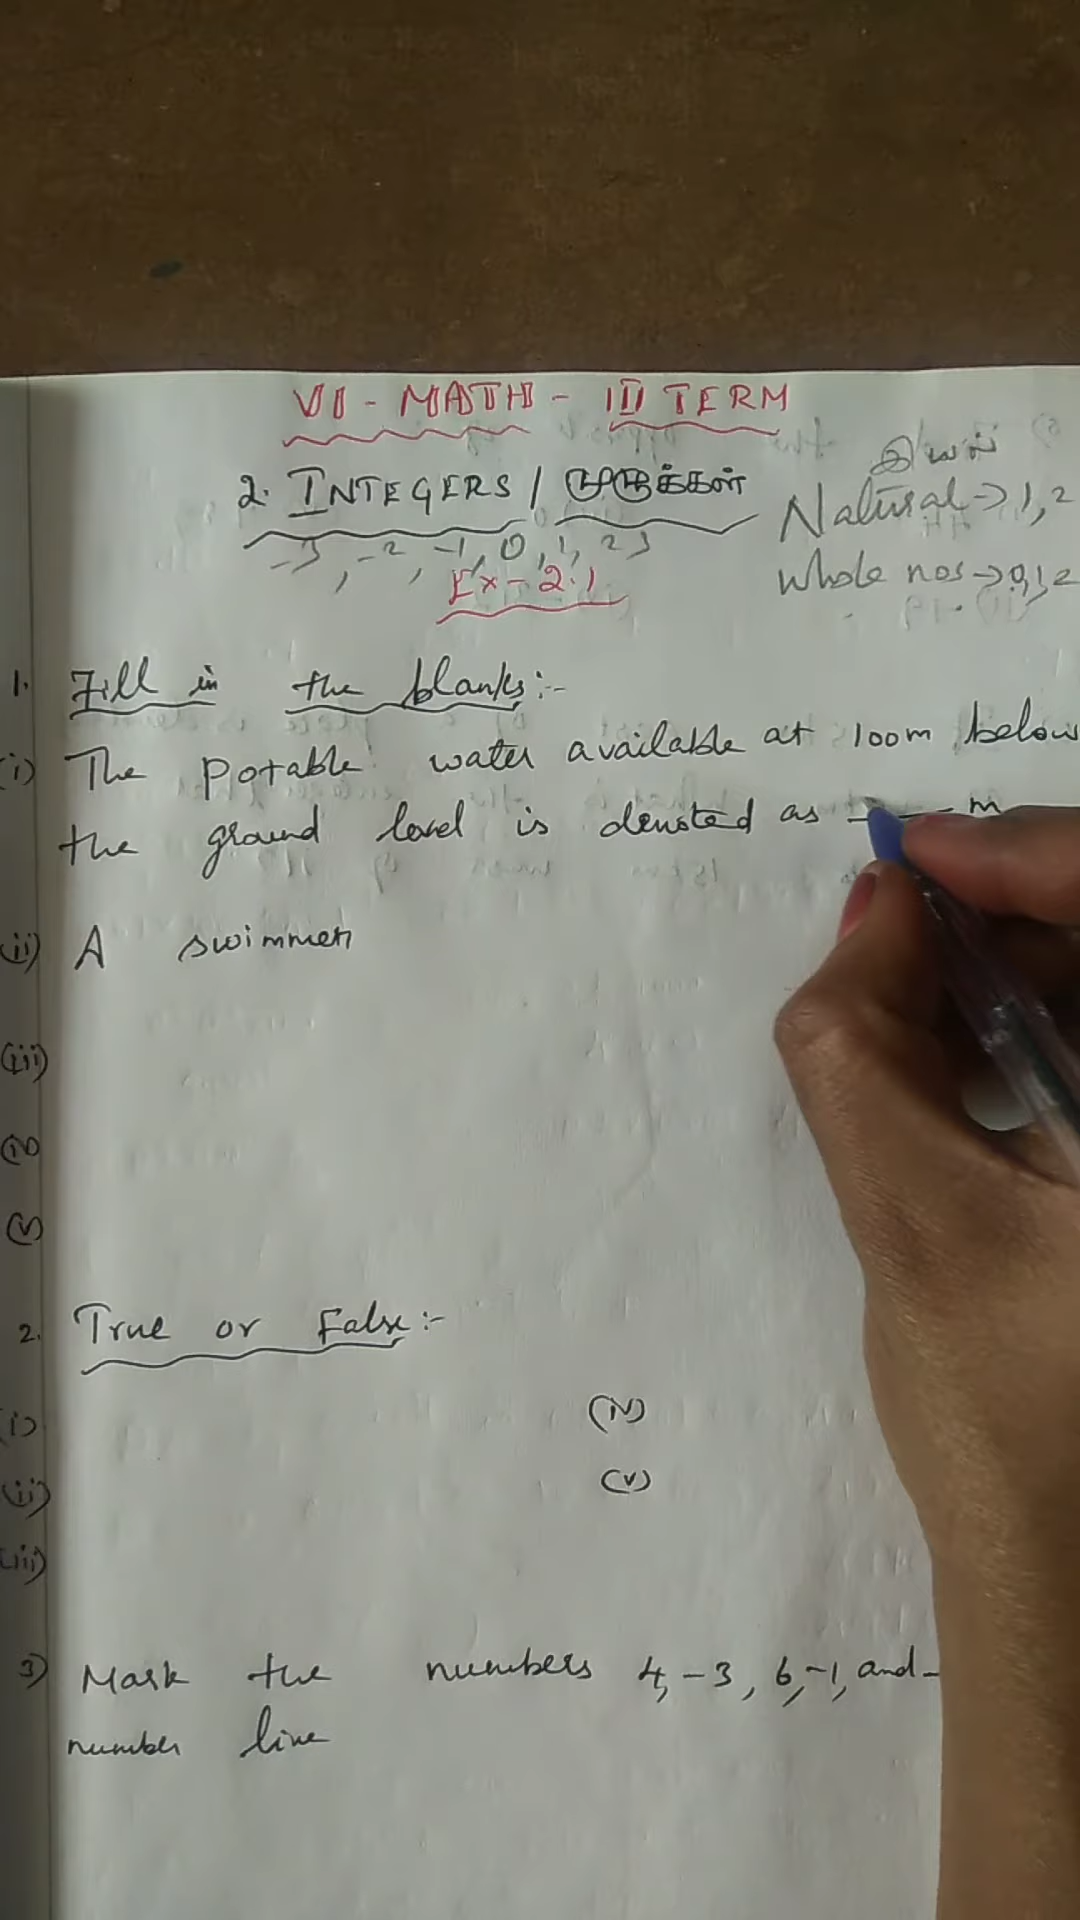 VI - MATH - III TERM
இயல்
2. INTEGERS / முழுக்கள்
Natural → 1, 2
-3, -2, -1, 0, 1, 2, 3
Whole nos → 0, 1, 2
Ex - 2.1
1. Fill in the blanks:-
(i) The potable water available at 100m below
the ground level is denoted as ____ m
(ii) A swimmer
(iii)
(iv)
(v)
2. True or False:-
(i)
(iv)
(ii)
(v)
(iii)
3) Mark the numbers 4, -3, 6, -1, and -
number line